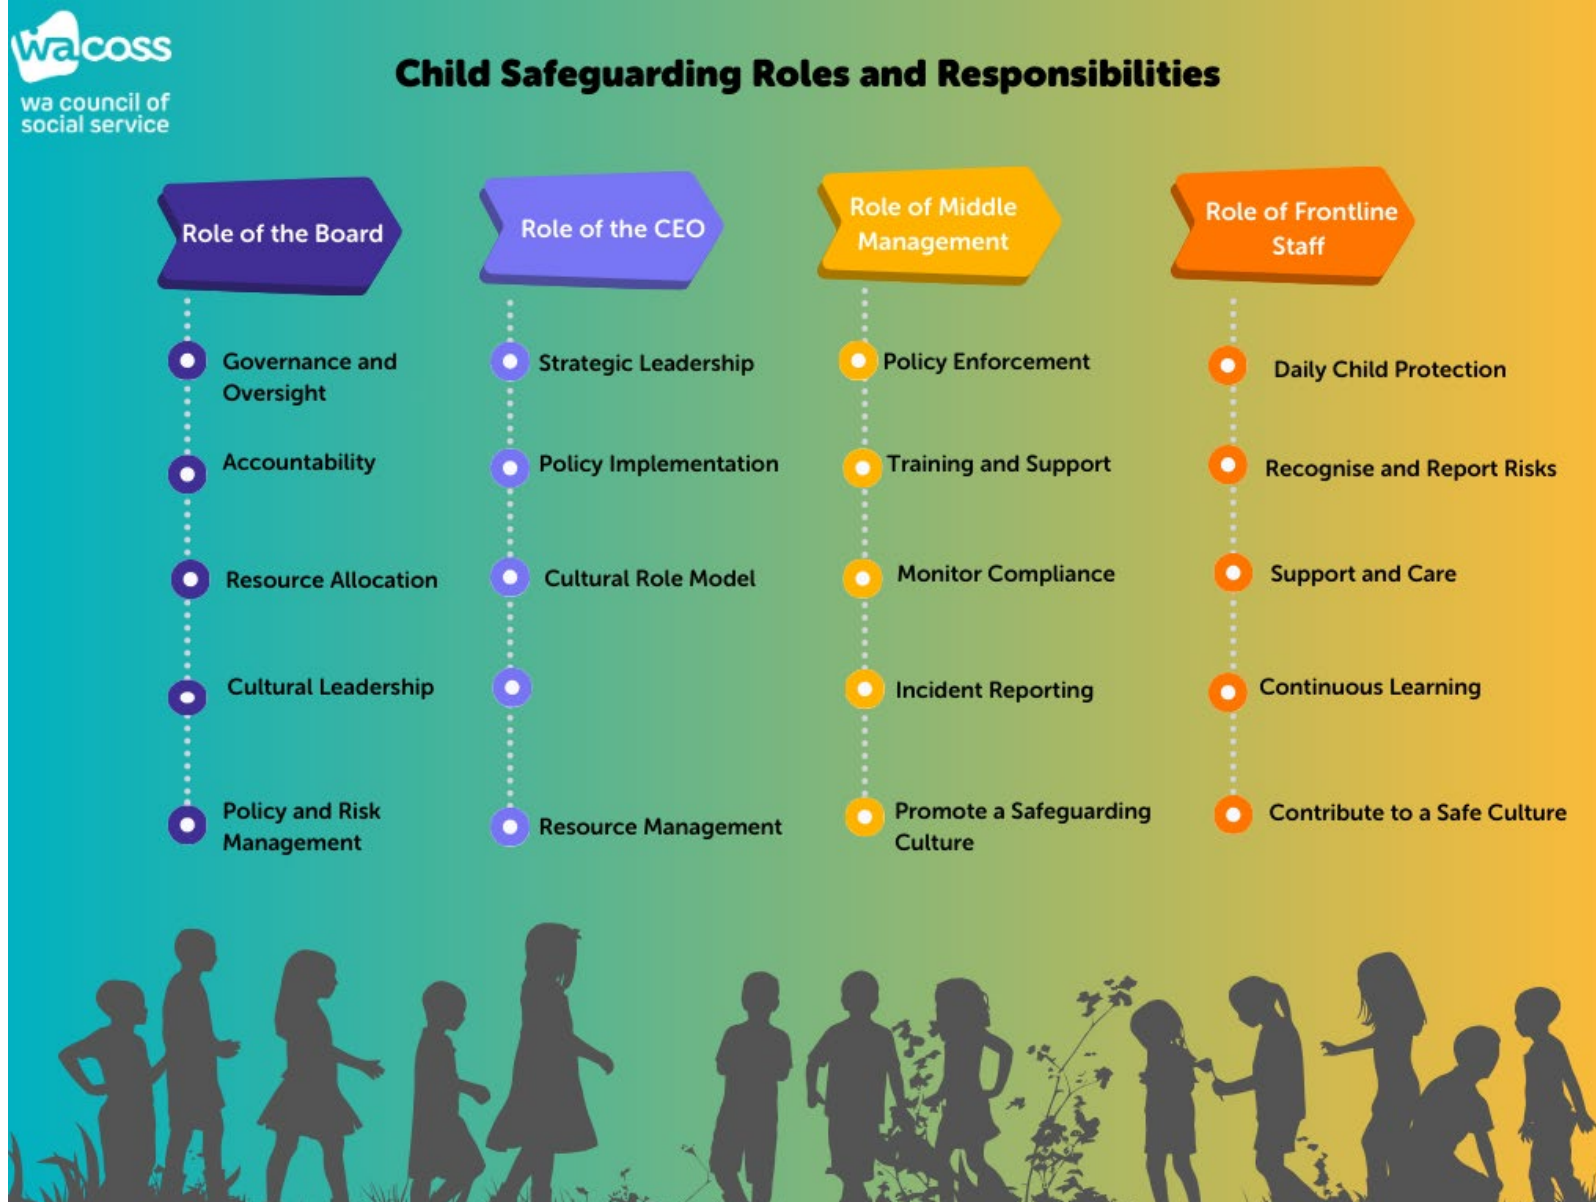 wacoss
wa council of
social service
Child Safeguarding Roles and Responsibilities
Role of the Board
Governance and
Oversight
Accountability
Resource Allocation
Cultural Leadership
Policy and Risk
Management
Role of the CEO
Strategic Leadership
Policy Implementation
Cultural Role Model
Resource Management
Role of Middle
Management
Policy Enforcement
Training and Support
Monitor Compliance
Incident Reporting
Promote a Safeguarding
Culture
Role of Frontline
Staff
Daily Child Protection
Recognise and Report Risks
Support and Care
Continuous Learning
Contribute to a Safe Culture